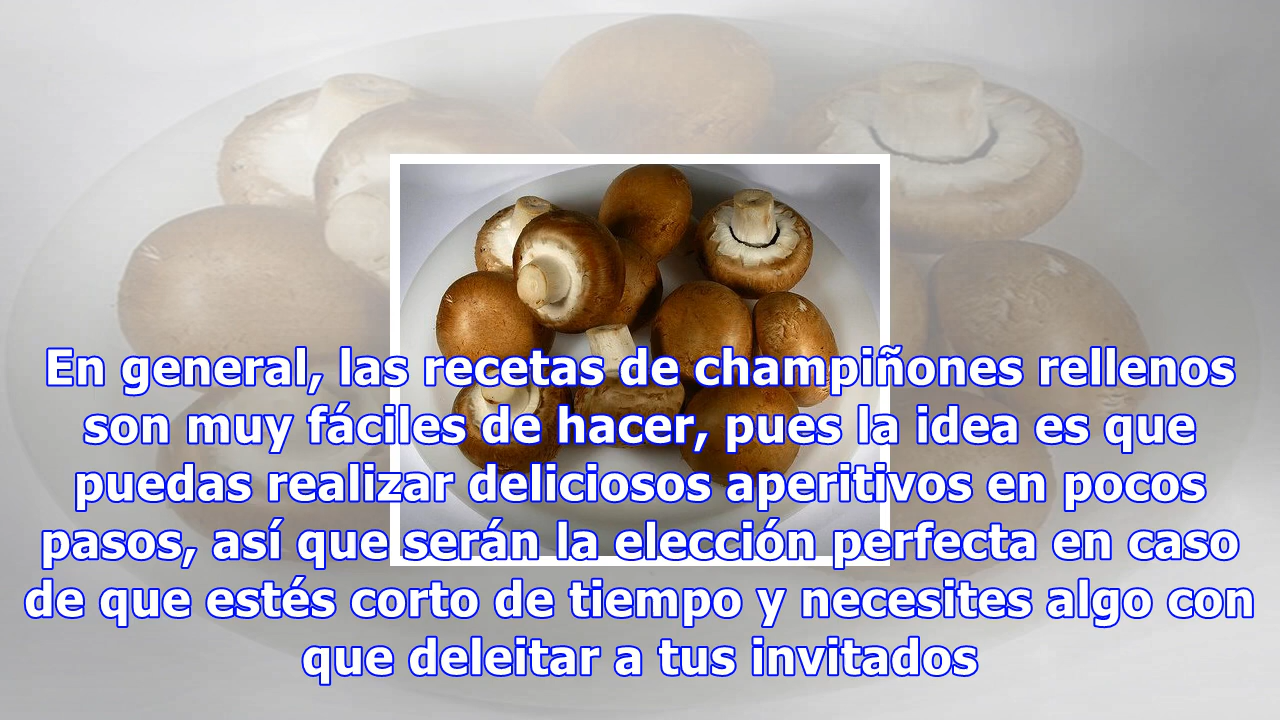 En general, las recetas de champiñones rellenos
son muy fáciles de hacer, pues la idea es que
puedas realizar deliciosos aperitivos en pocos
pasos, así que serán la elección perfecta en caso
de que estés corto de tiempo y necesites algo con
que deleitar a tus invitados